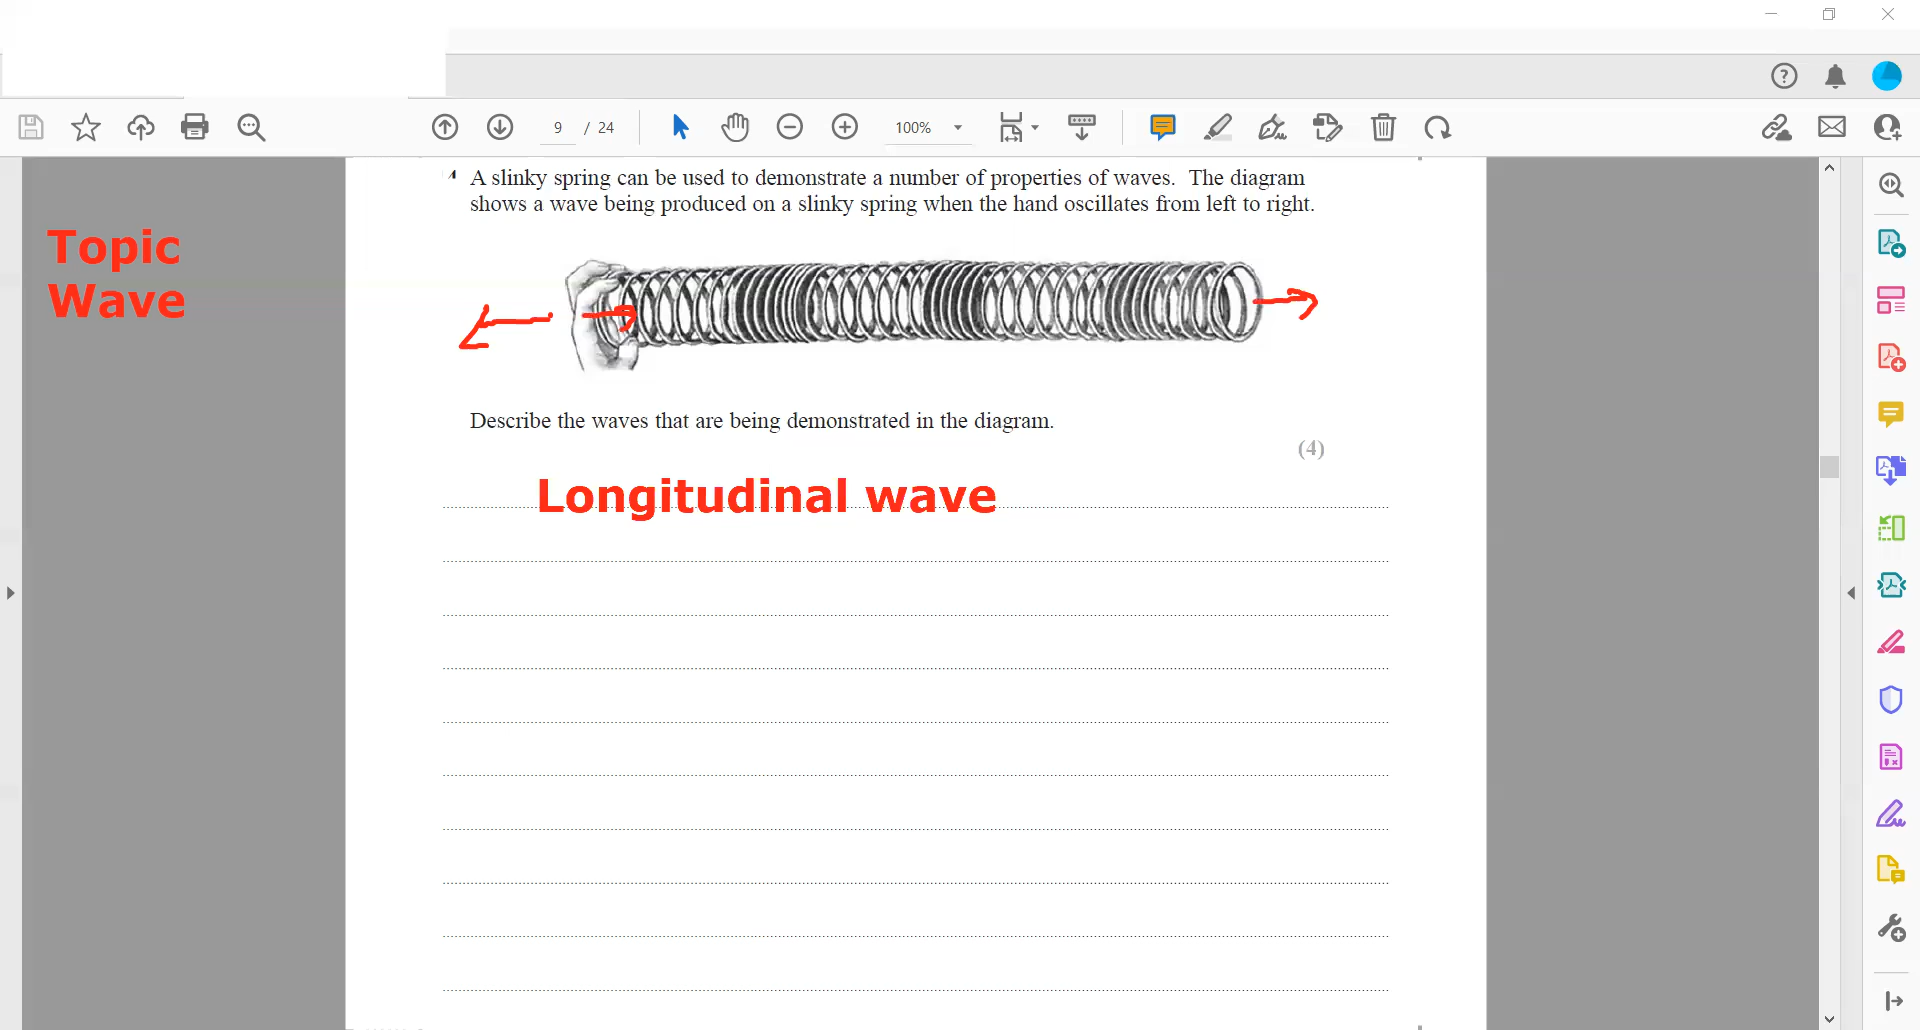 9 / 24
100%
4 A slinky spring can be used to demonstrate a number of properties of waves. The diagram
shows a wave being produced on a slinky spring when the hand oscillates from left to right.
Topic
Wave
Describe the waves that are being demonstrated in the diagram.
(4)
Longitudinal wave